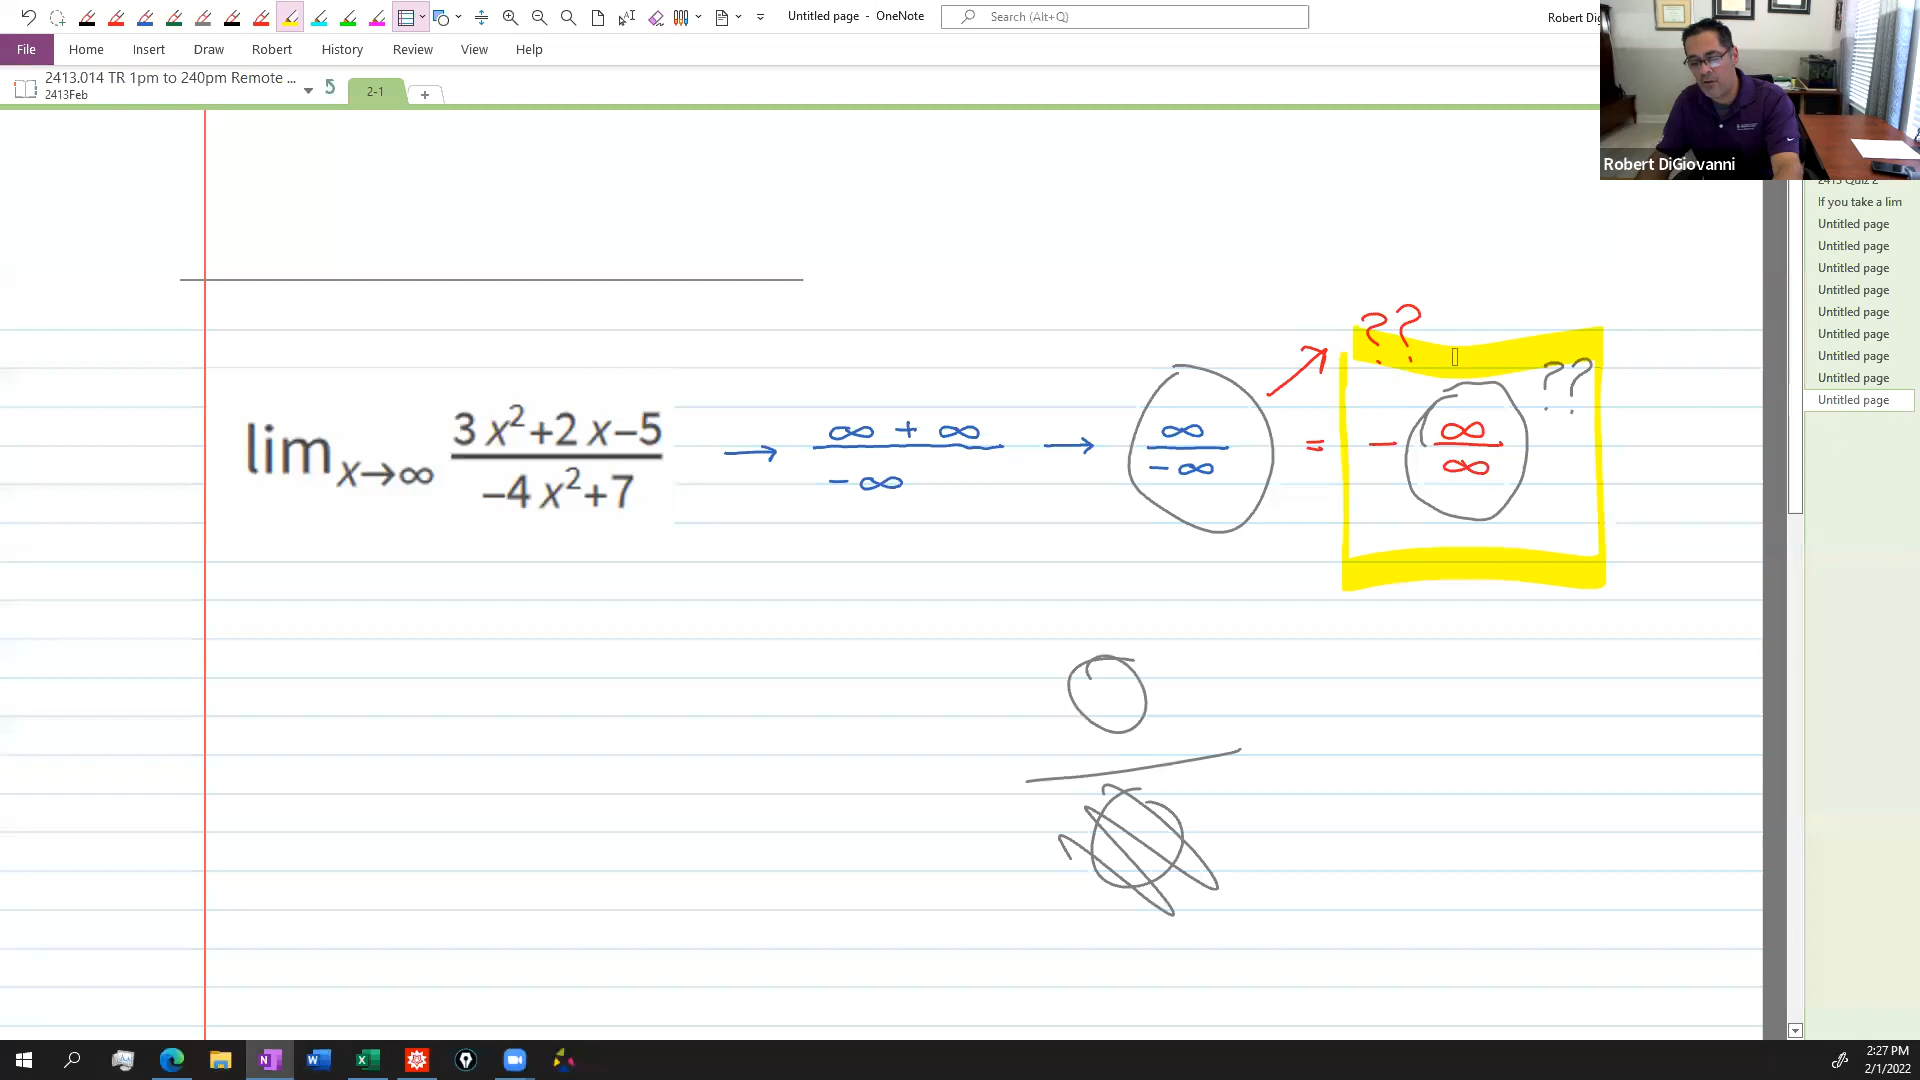 Untitled page - OneNote
Search (Alt+Q)
File Home Insert Draw Robert History Review View Help
2413.014 TR 1pm to 240pm Remote ...
2413Feb
2-1
Robert DiGiovanni
If you take a lim
Untitled page
Untitled page
Untitled page
Untitled page
Untitled page
Untitled page
Untitled page
Untitled page
Untitled page
??
??
lim x→∞ (3x²+2x−5)/(−4x²+7) → (∞ + ∞)/(−∞) → ∞/(−∞) = − ∞/∞
2:27 PM
2/1/2022